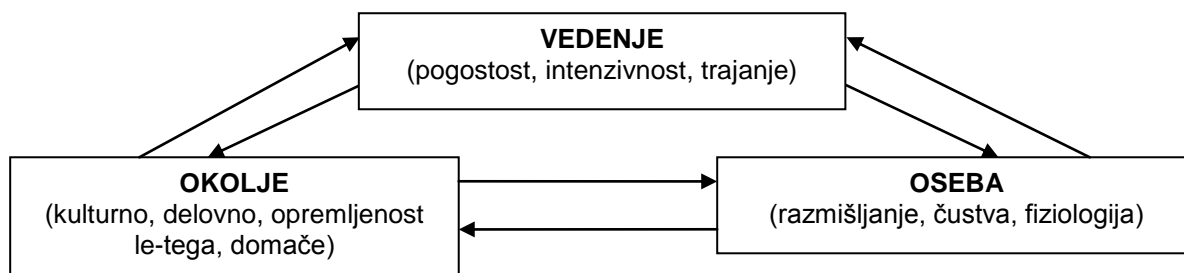 VEDENJE
(pogostost, intenzivnost, trajanje)
OKOLJE
(kulturno, delovno, opremljenost
le-tega, domače)
OSEBA
(razmišljanje, čustva, fiziologija)